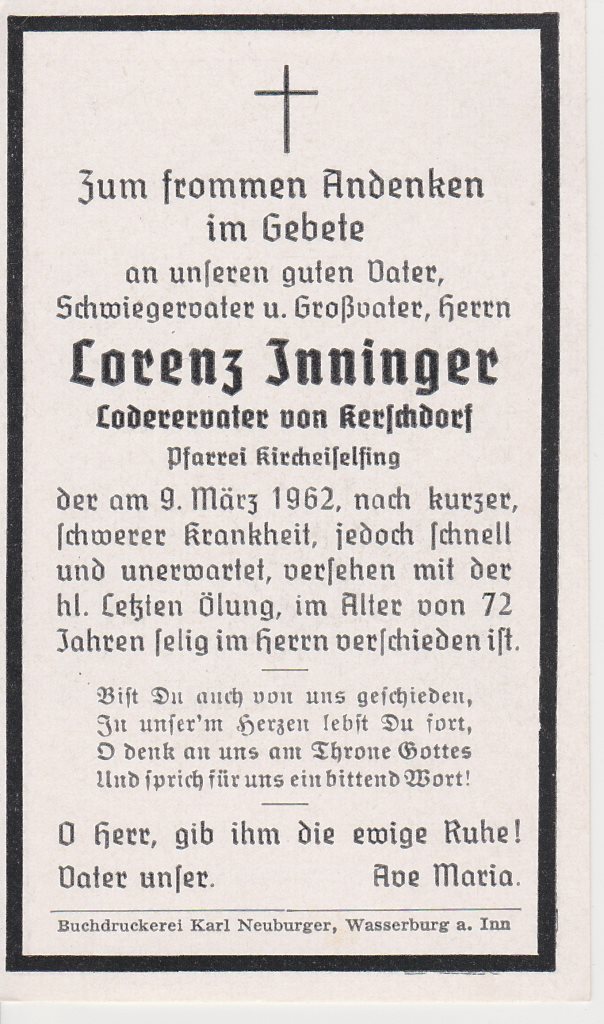 Zum frommen Andenken
im Gebete
an unseren guten Vater,
Schwiegervater u. Großvater, Herrn
Lorenz Inninger
Loderervater von Kerschdorf
Pfarrei Kircheiselfing
der am 9. März 1962, nach kurzer,
schwerer Krankheit, jedoch schnell
und unerwartet, versehen mit der
hl. Letzten Ölung, im Alter von 72
Jahren selig im Herrn verschieden ist.
Bist Du auch von uns geschieden,
In unser'm Herzen lebst Du fort,
O denk an uns am Throne Gottes
Und sprich für uns ein bittend Wort!
O Herr, gib ihm die ewige Ruhe!
Vater unser. Ave Maria.
Buchdruckerei Karl Neuburger, Wasserburg a. Inn